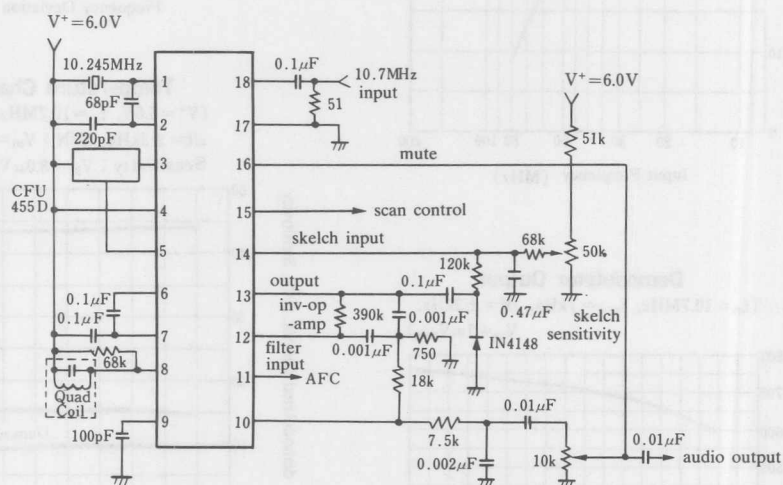 V⁺=6.0V
10.245MHz
68pF
220pF
CFU
455D
0.1μF
0.1μF
68k
Quad
Coil
100pF
1
2
3
4
5
6
7
8
9
18
17
16
15
14
13
12
11
10
0.1μF
10.7MHz
input
51
mute
scan control
skelch input
output
inv-op
-amp
filter
input
AFC
390k
0.001μF
0.001μF
0.1μF
120k
68k
0.47μF
IN4148
750
18k
7.5k
0.002μF
0.01μF
10k
0.01μF
audio output
V⁺=6.0V
51k
50k
skelch
sensitivity